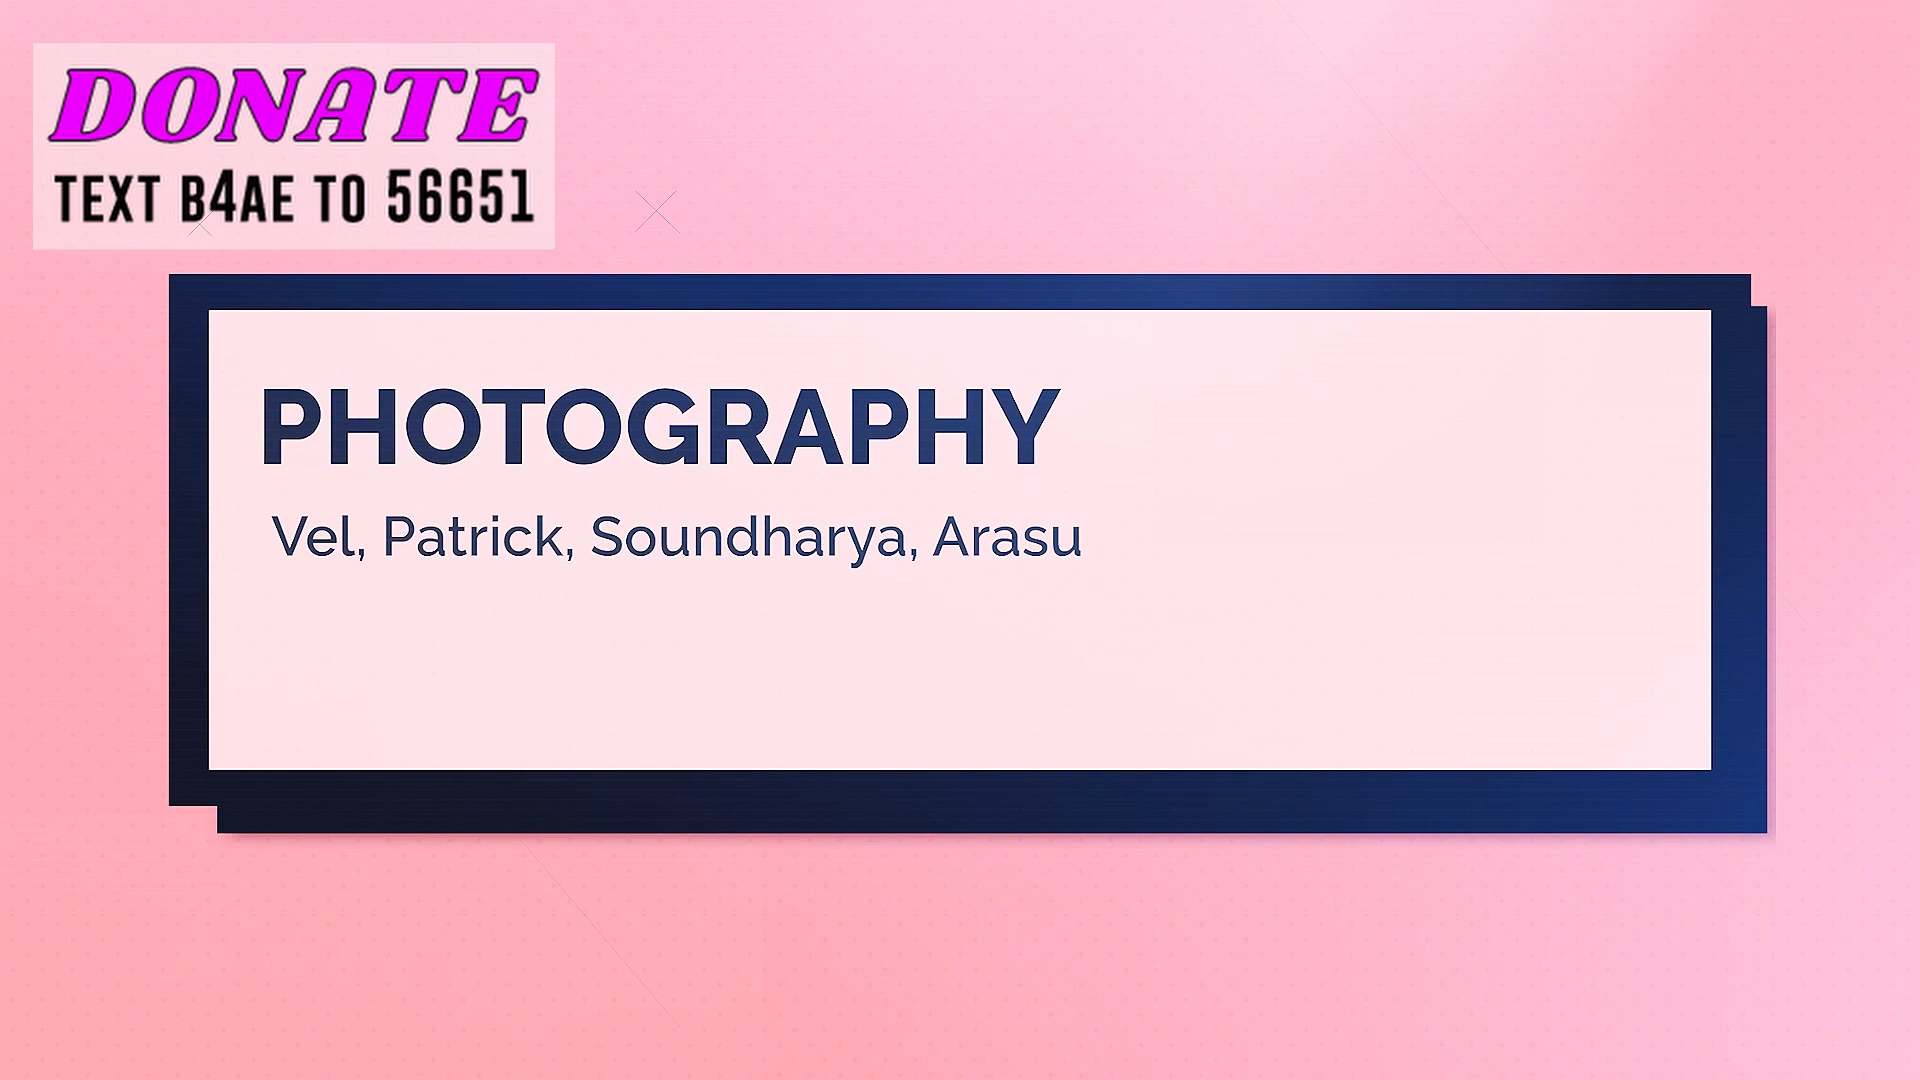 DONATE
TEXT B4AE TO 56651
PHOTOGRAPHY
Vel, Patrick, Soundharya, Arasu